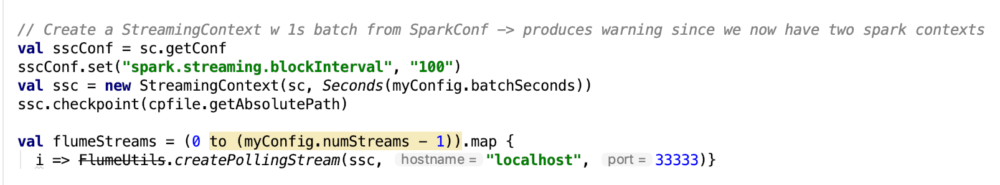 // Create a StreamingContext w 1s batch from SparkConf —> produces warning since we now have two spark contexts
val sscConf = sc.getConf
sscConf.set("spark.streaming.blockInterval", "100")
val ssc = new StreamingContext(sc, Seconds(myConfig.batchSeconds))
ssc.checkpoint(cpfile.getAbsolutePath)
val flumeStreams = (0 to (myConfig.numStreams - 1)).map {
i => FlumeUtils.createPollingStream(ssc, hostname = "localhost", port = 33333)}